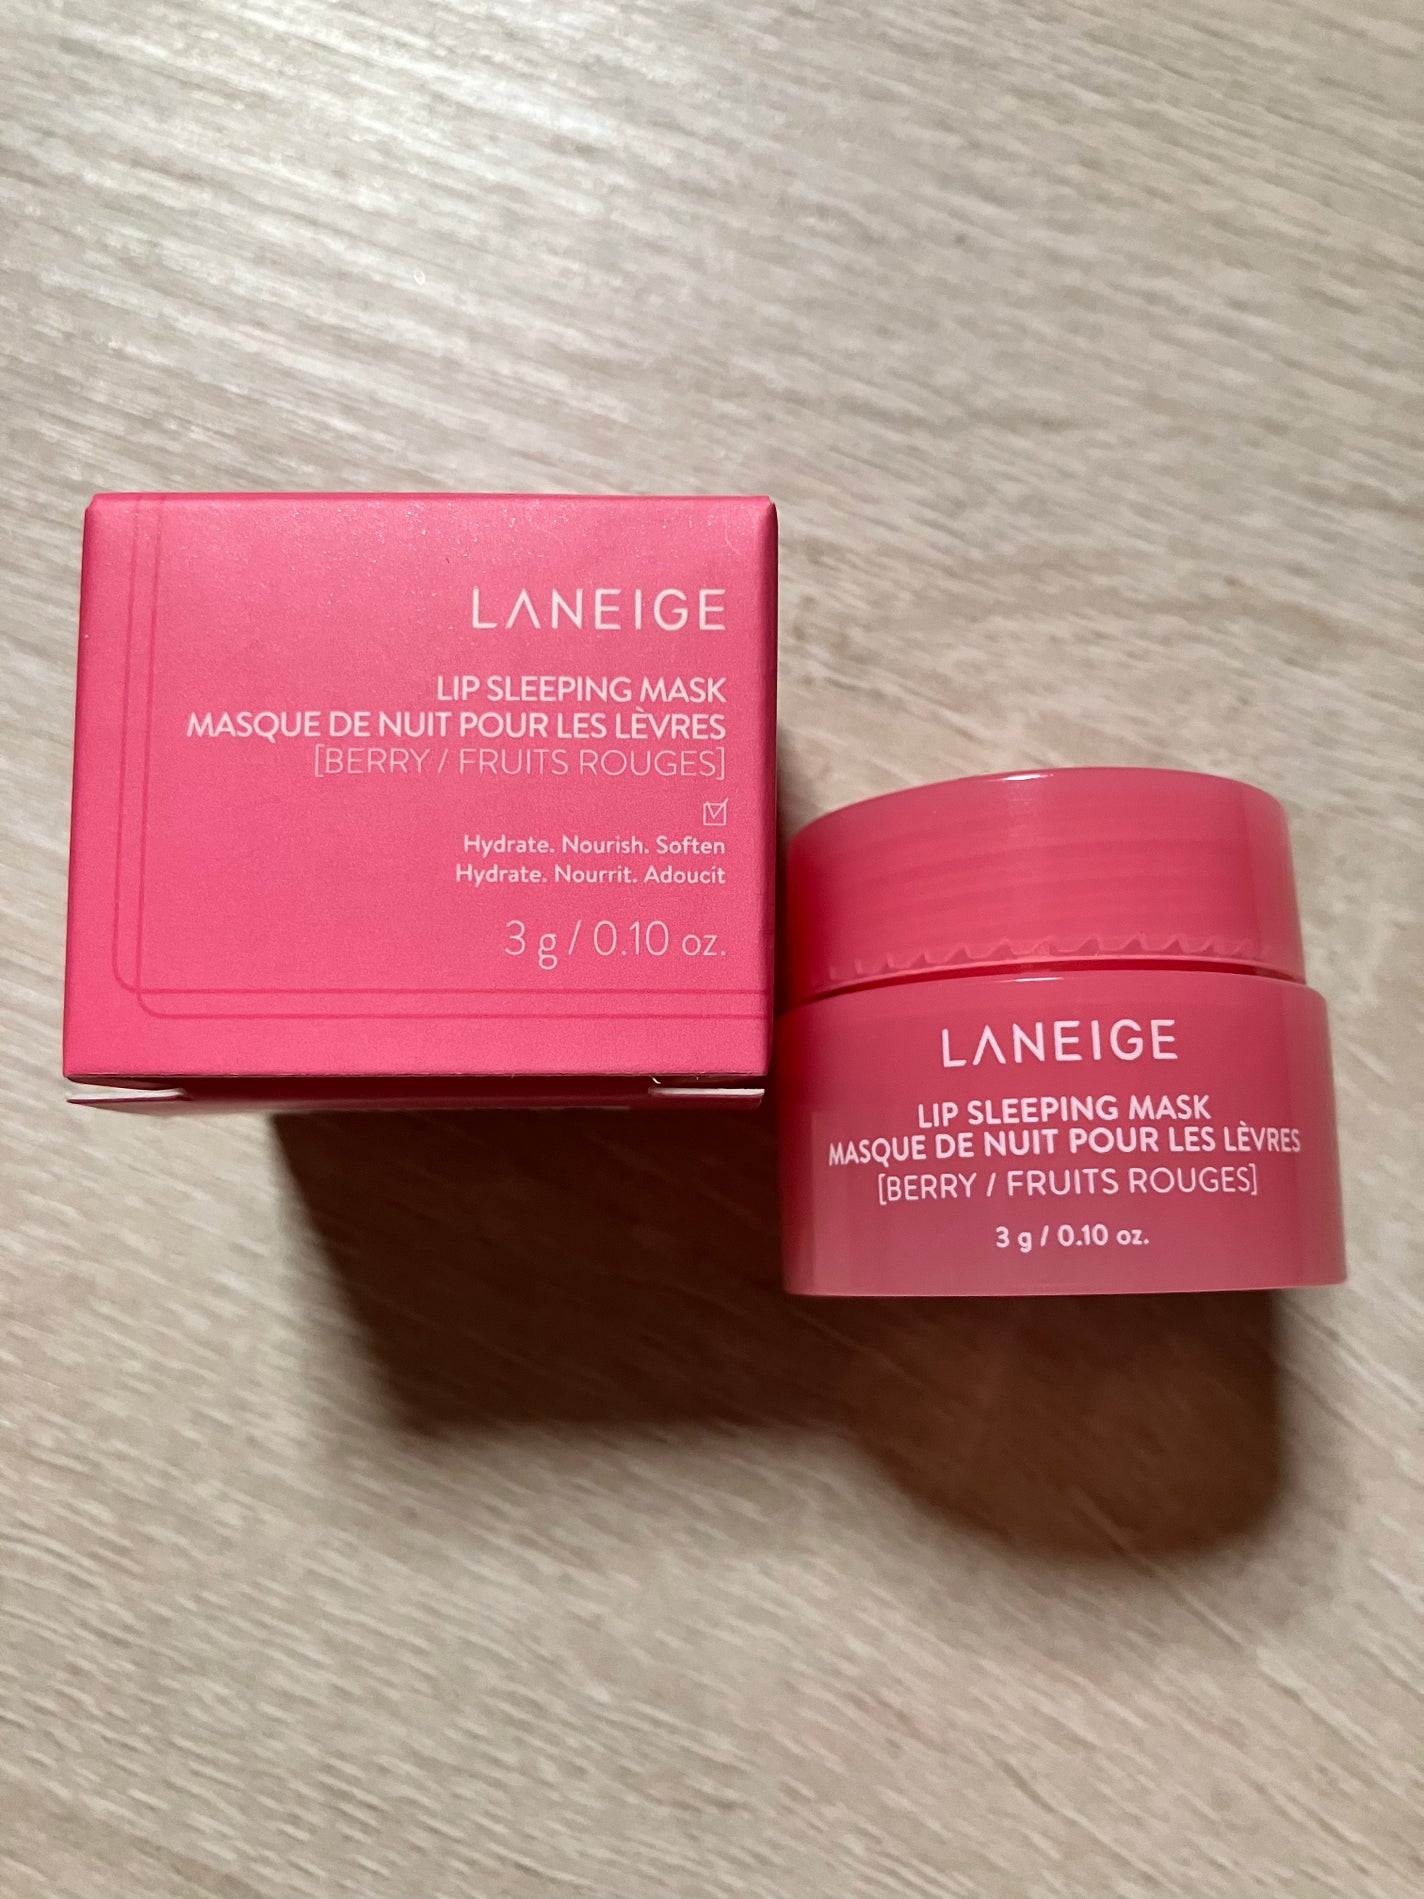 LANEIGE
LIP SLEEPING MASK
MASQUE DE NUIT POUR LES LÈVRES
[BERRY / FRUITS ROUGES]
Hydrate. Nourish. Soften
Hydrate. Nourrit. Adoucit
3 g / 0.10 oz.
LANEIGE
LIP SLEEPING MASK
MASQUE DE NUIT POUR LES LÈVRES
[BERRY / FRUITS ROUGES]
3 g / 0.10 oz.